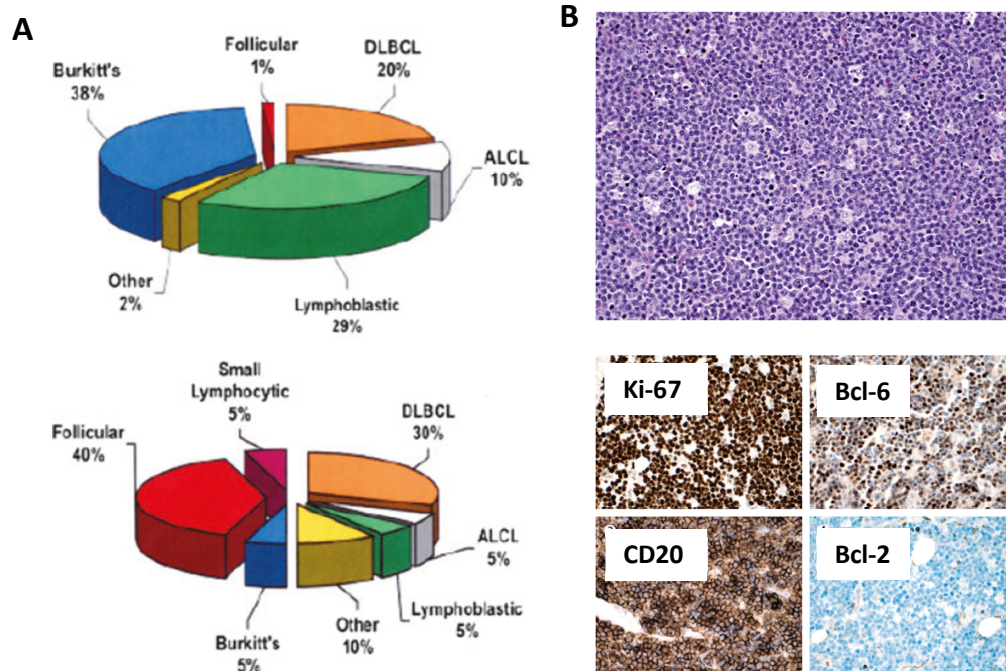 A
Follicular
1%
DLBCL
20%
Burkitt's
38%
ALCL
10%
Other
2%
Lymphoblastic
29%
Small
Lymphocytic
5%
DLBCL
30%
Follicular
40%
ALCL
5%
Lymphoblastic
5%
Other
10%
Burkitt's
5%
B
Ki-67
Bcl-6
CD20
Bcl-2